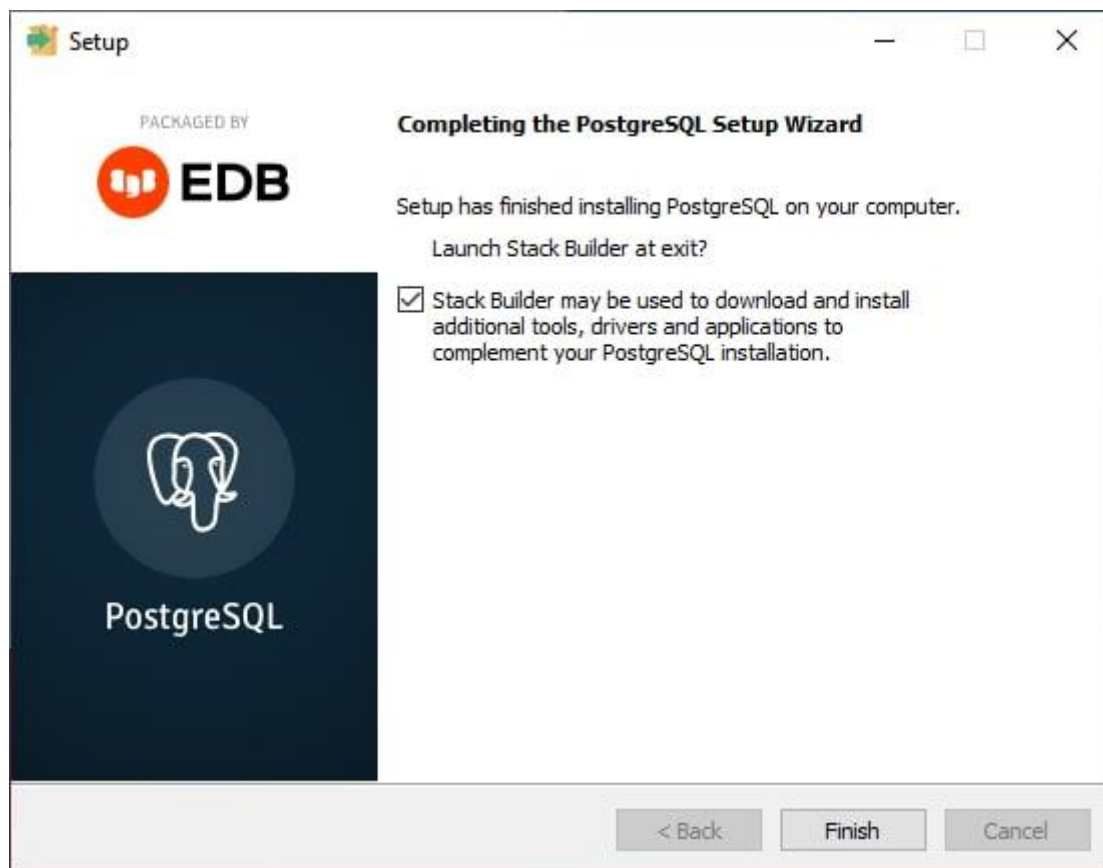 Setup
PACKAGED BY
EDB
PostgreSQL
Completing the PostgreSQL Setup Wizard
Setup has finished installing PostgreSQL on your computer.
Launch Stack Builder at exit?
Stack Builder may be used to download and install
additional tools, drivers and applications to
complement your PostgreSQL installation.
< Back
Finish
Cancel